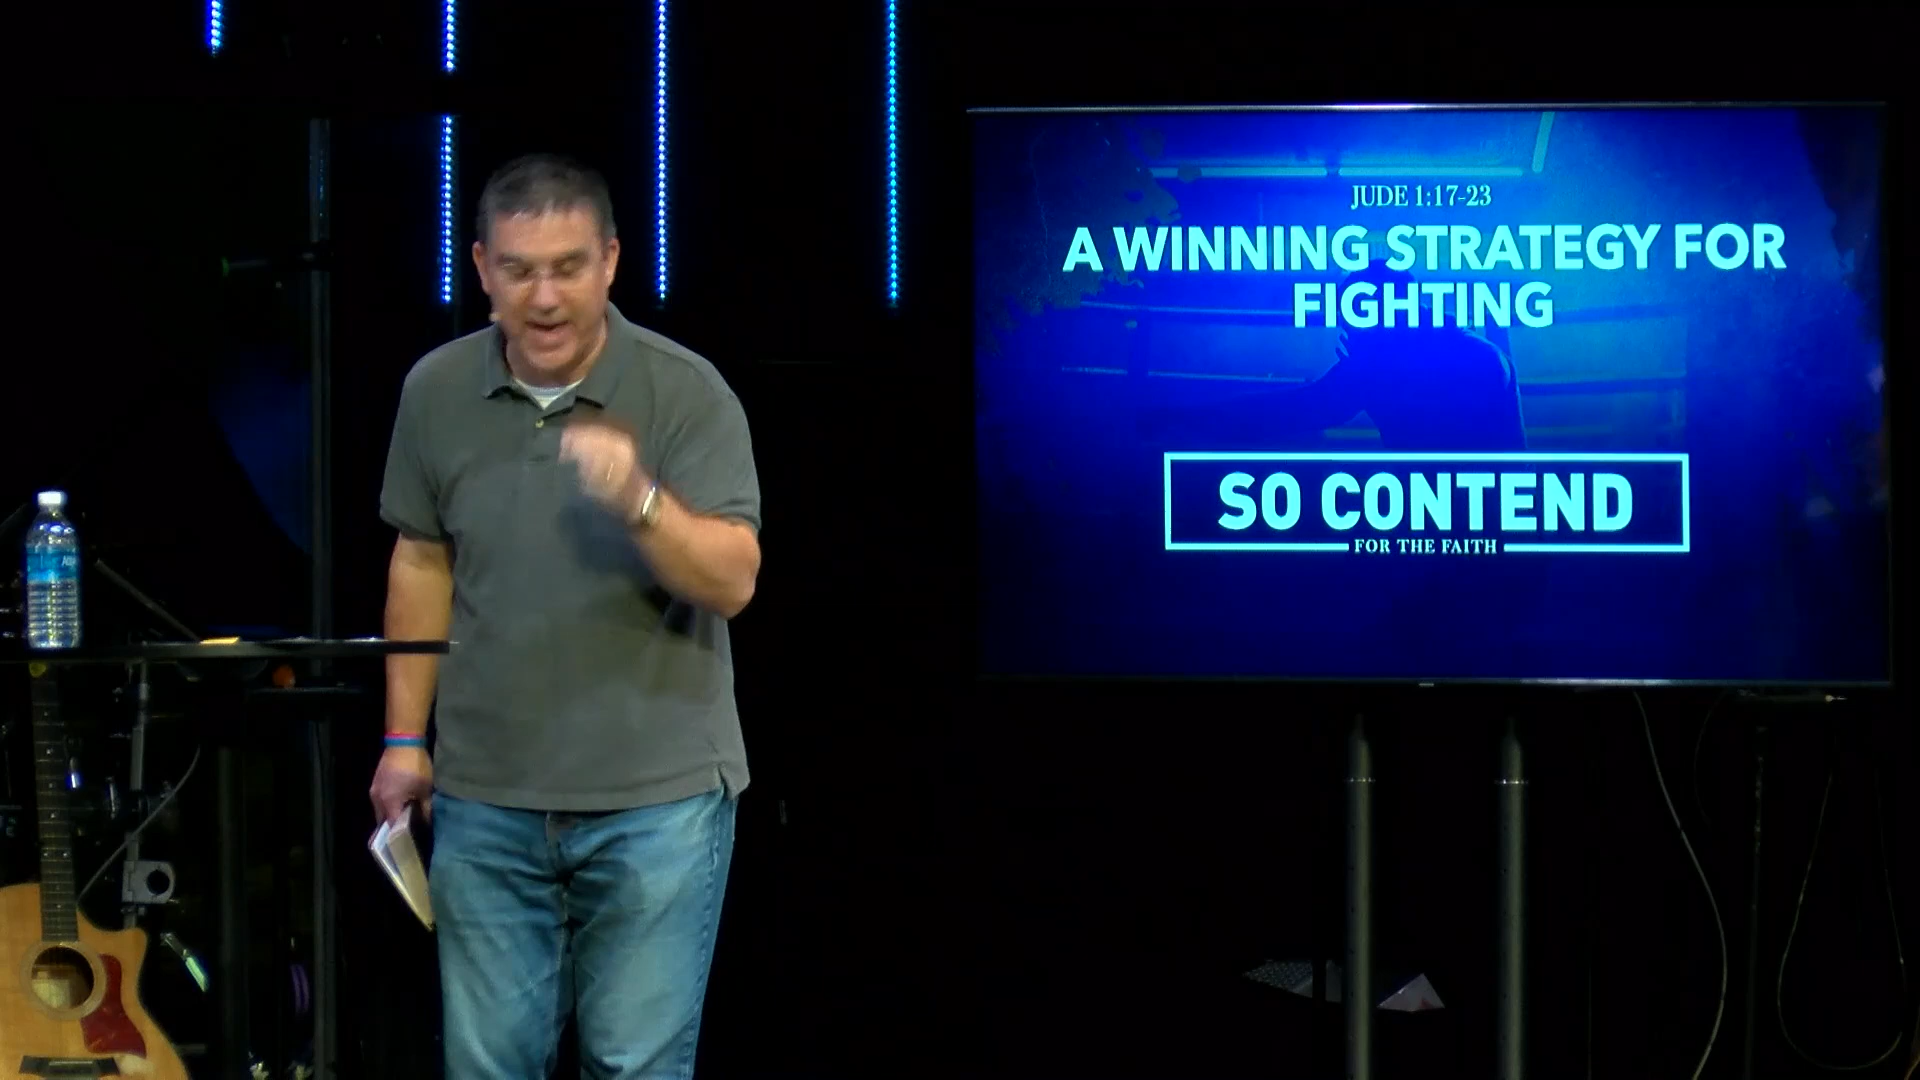 JUDE 1:17-23
A WINNING STRATEGY FOR
FIGHTING
SO CONTEND
FOR THE FAITH